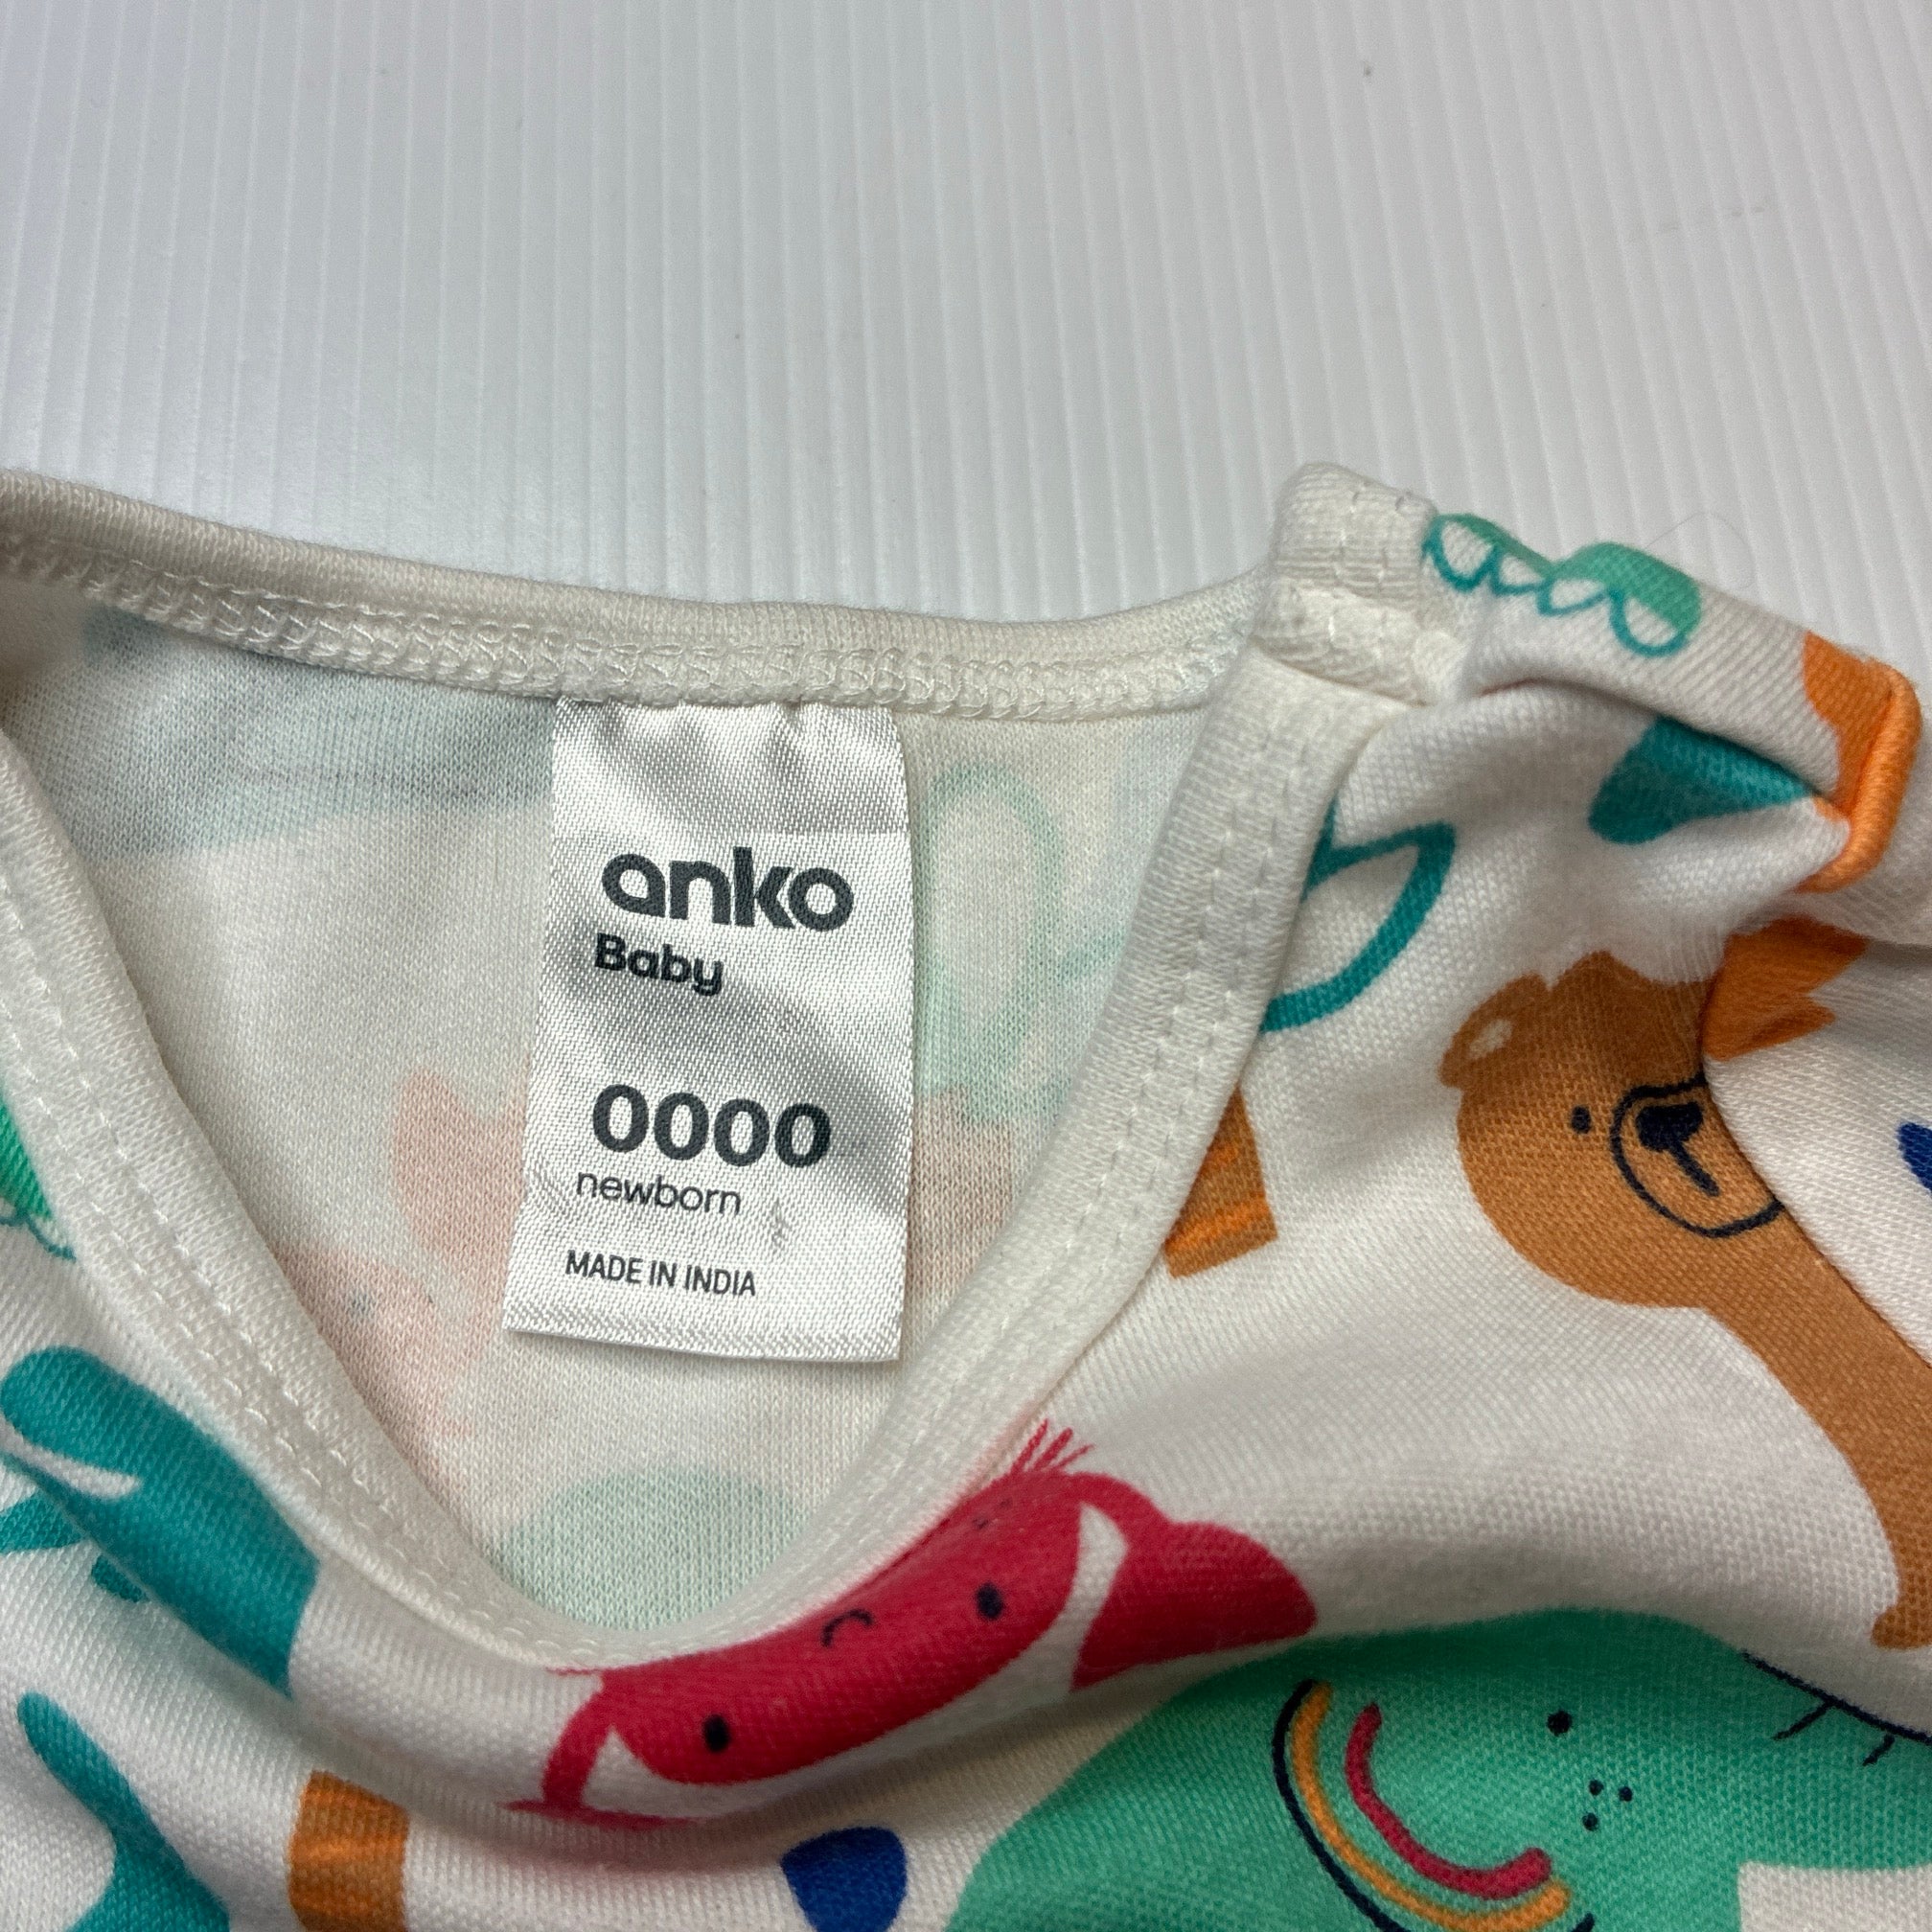 anko
Baby
0000
newborn
MADE IN INDIA